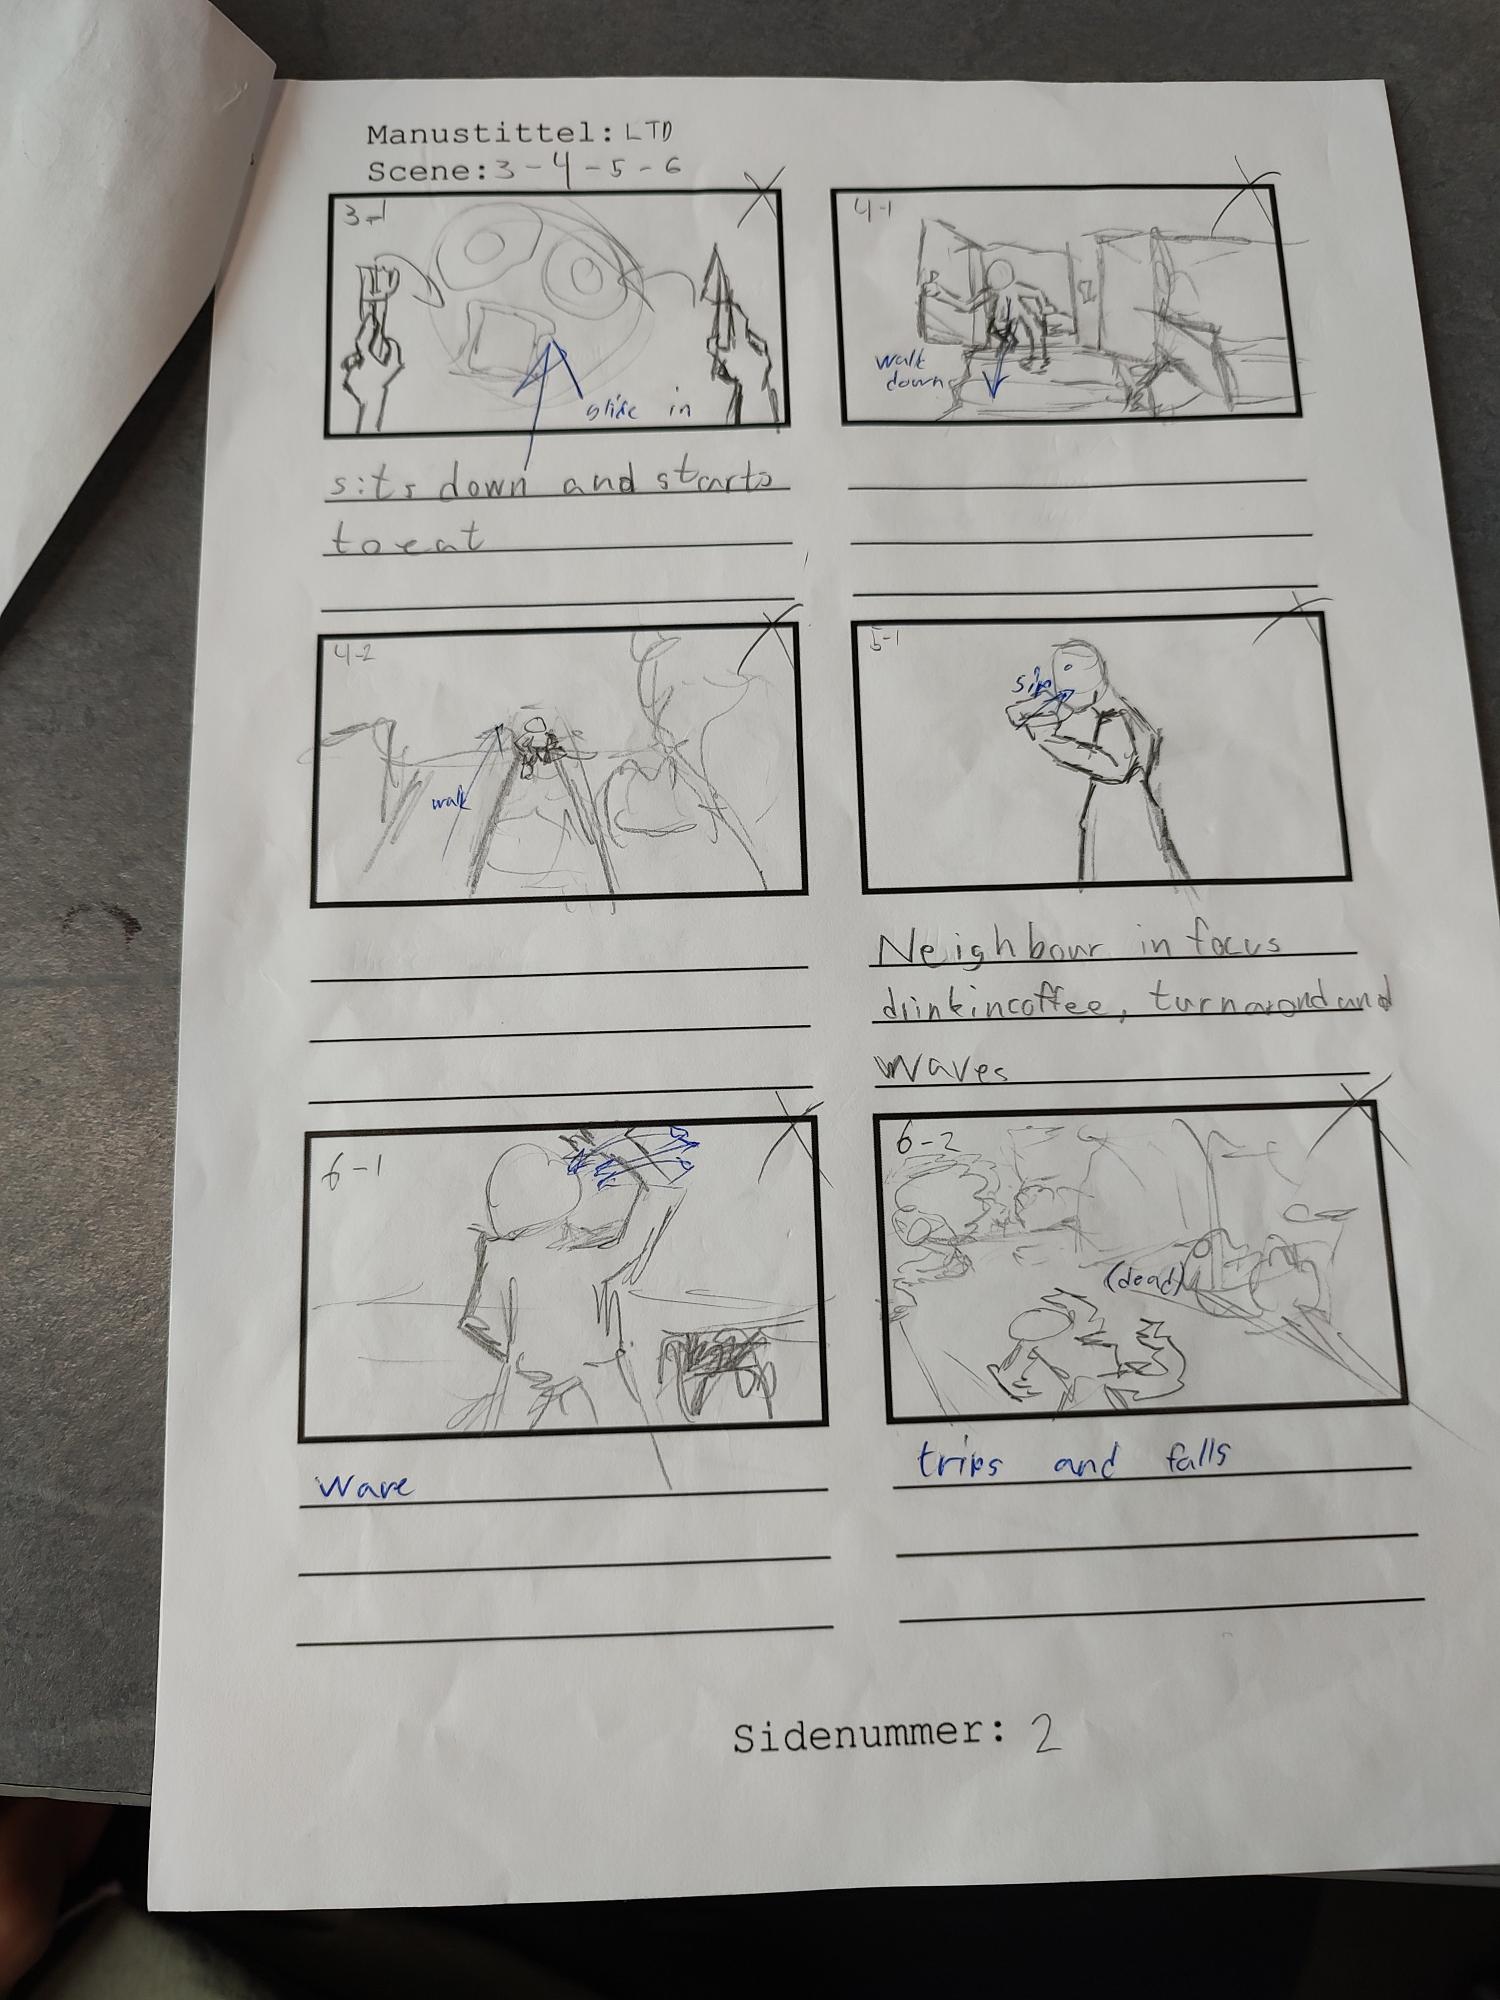 Manustittel: LTD
Scene: 3-4-5-6
3-1
glide in
sits down and starts
to eat
4-1
walk
down
4-2
walk
5-1
sip
Neighbour in focus
drinkincoffee, turnarondand
waves
6-1
wave
6-2
(dead)
trips and falls
Sidenummer: 2